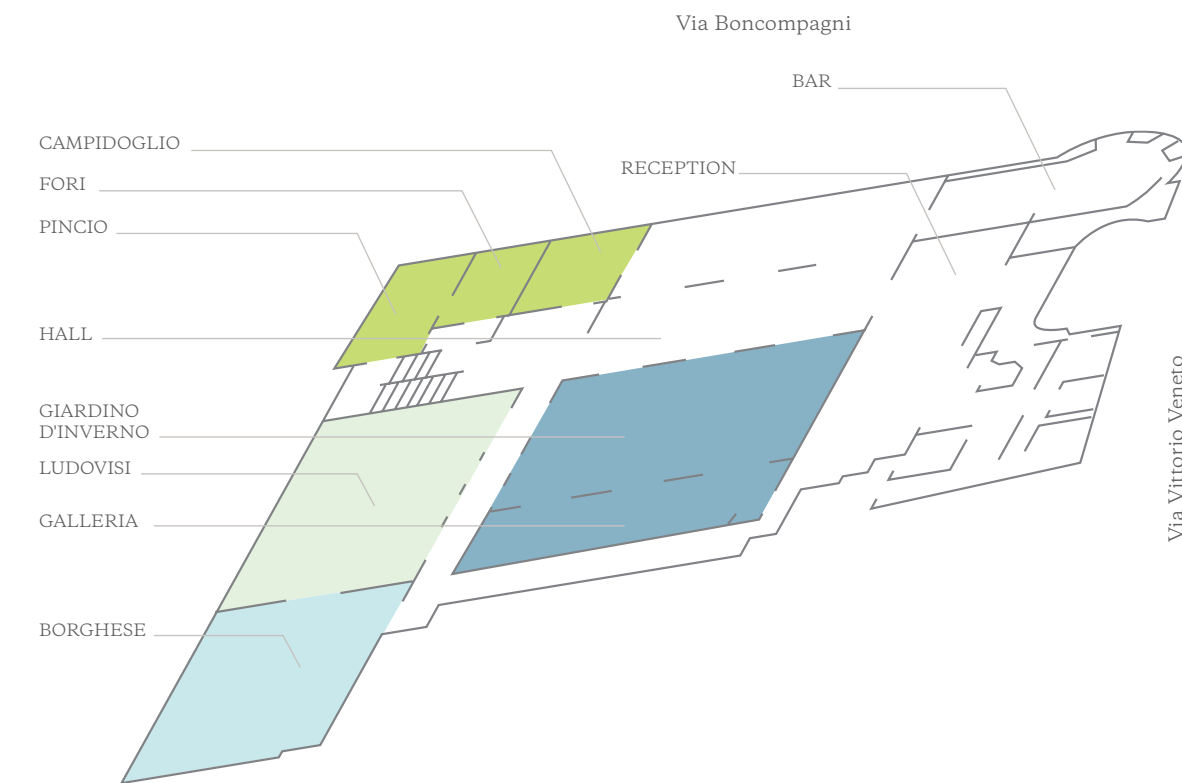 Via Boncompagni
BAR
CAMPIDOGLIO
RECEPTION
FORI
PINCIO
HALL
GIARDINO
D'INVERNO
LUDOVISI
GALLERIA
BORGHESE
Via Vittorio Veneto